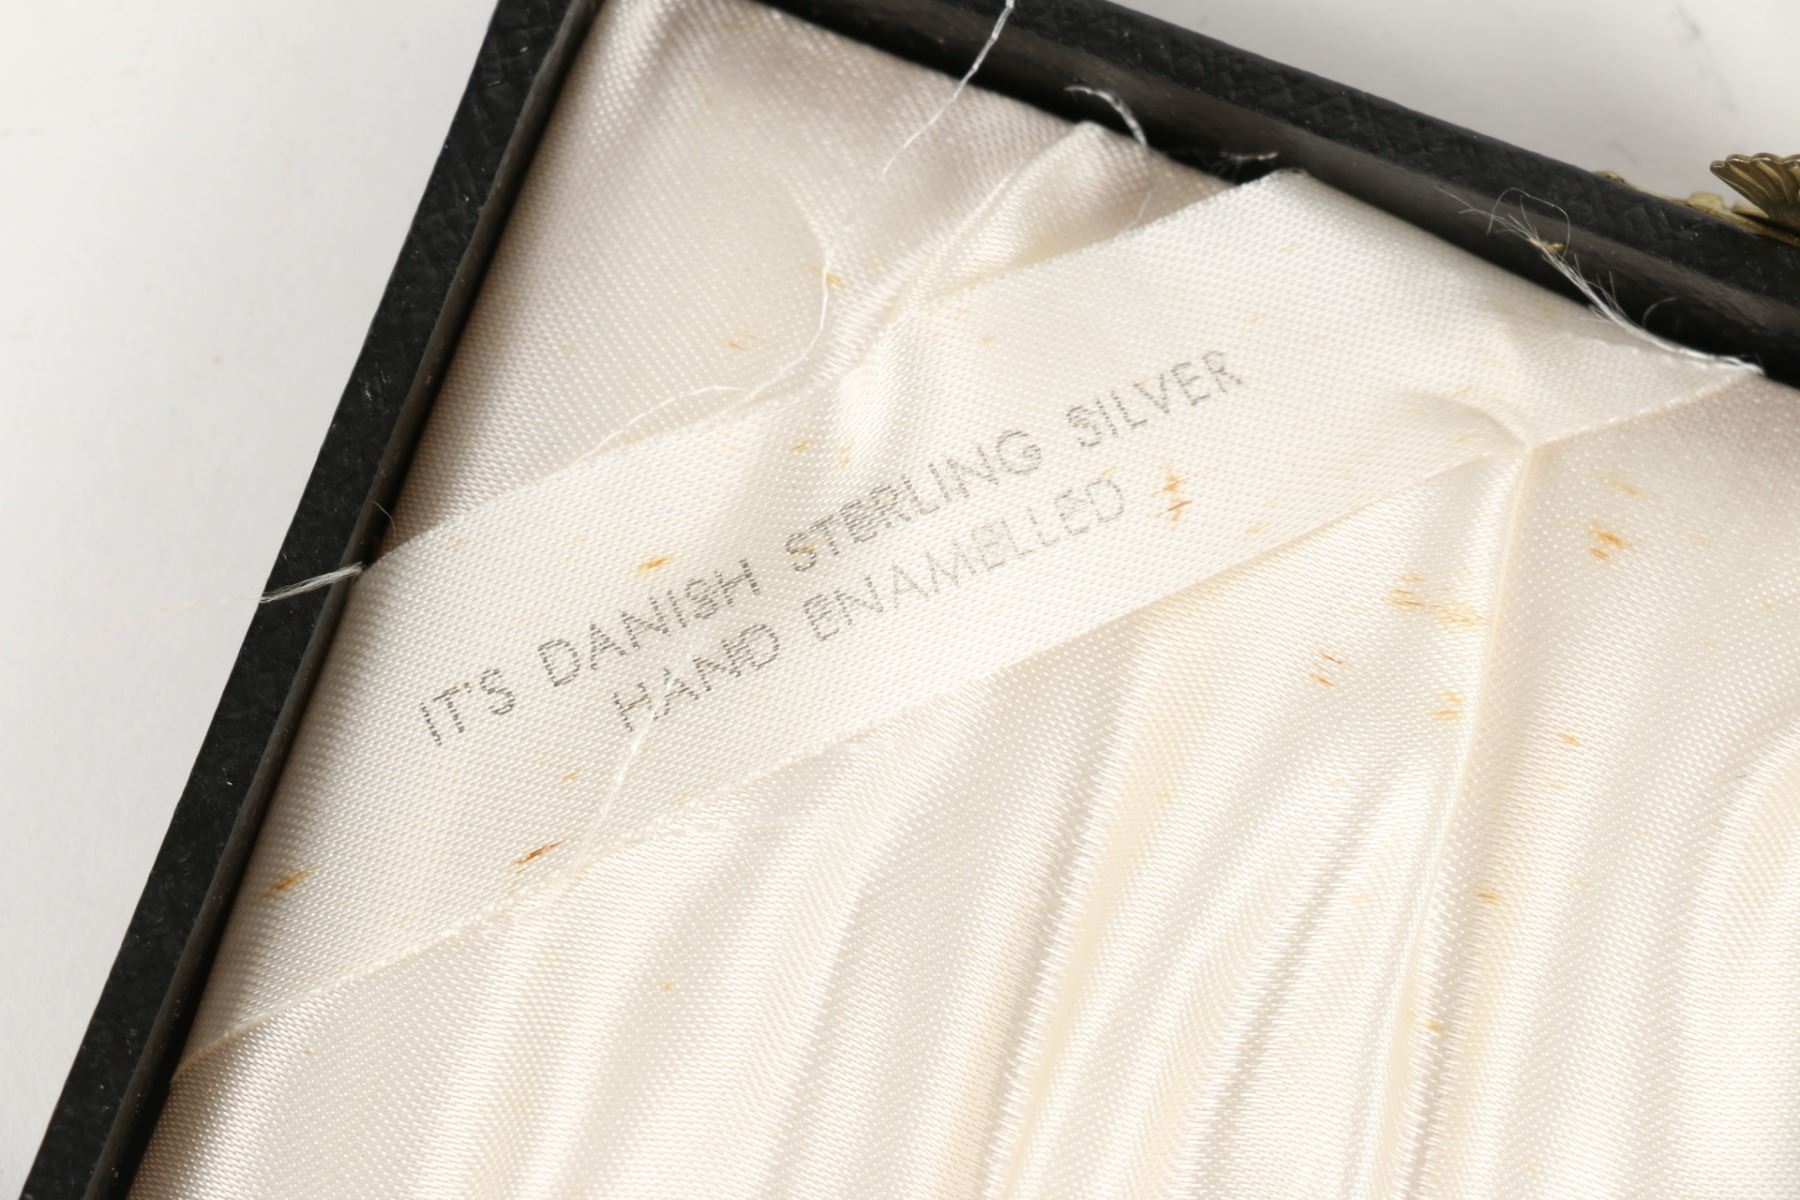 IT'S DANISH STERLING SILVER
HAND ENAMELLED